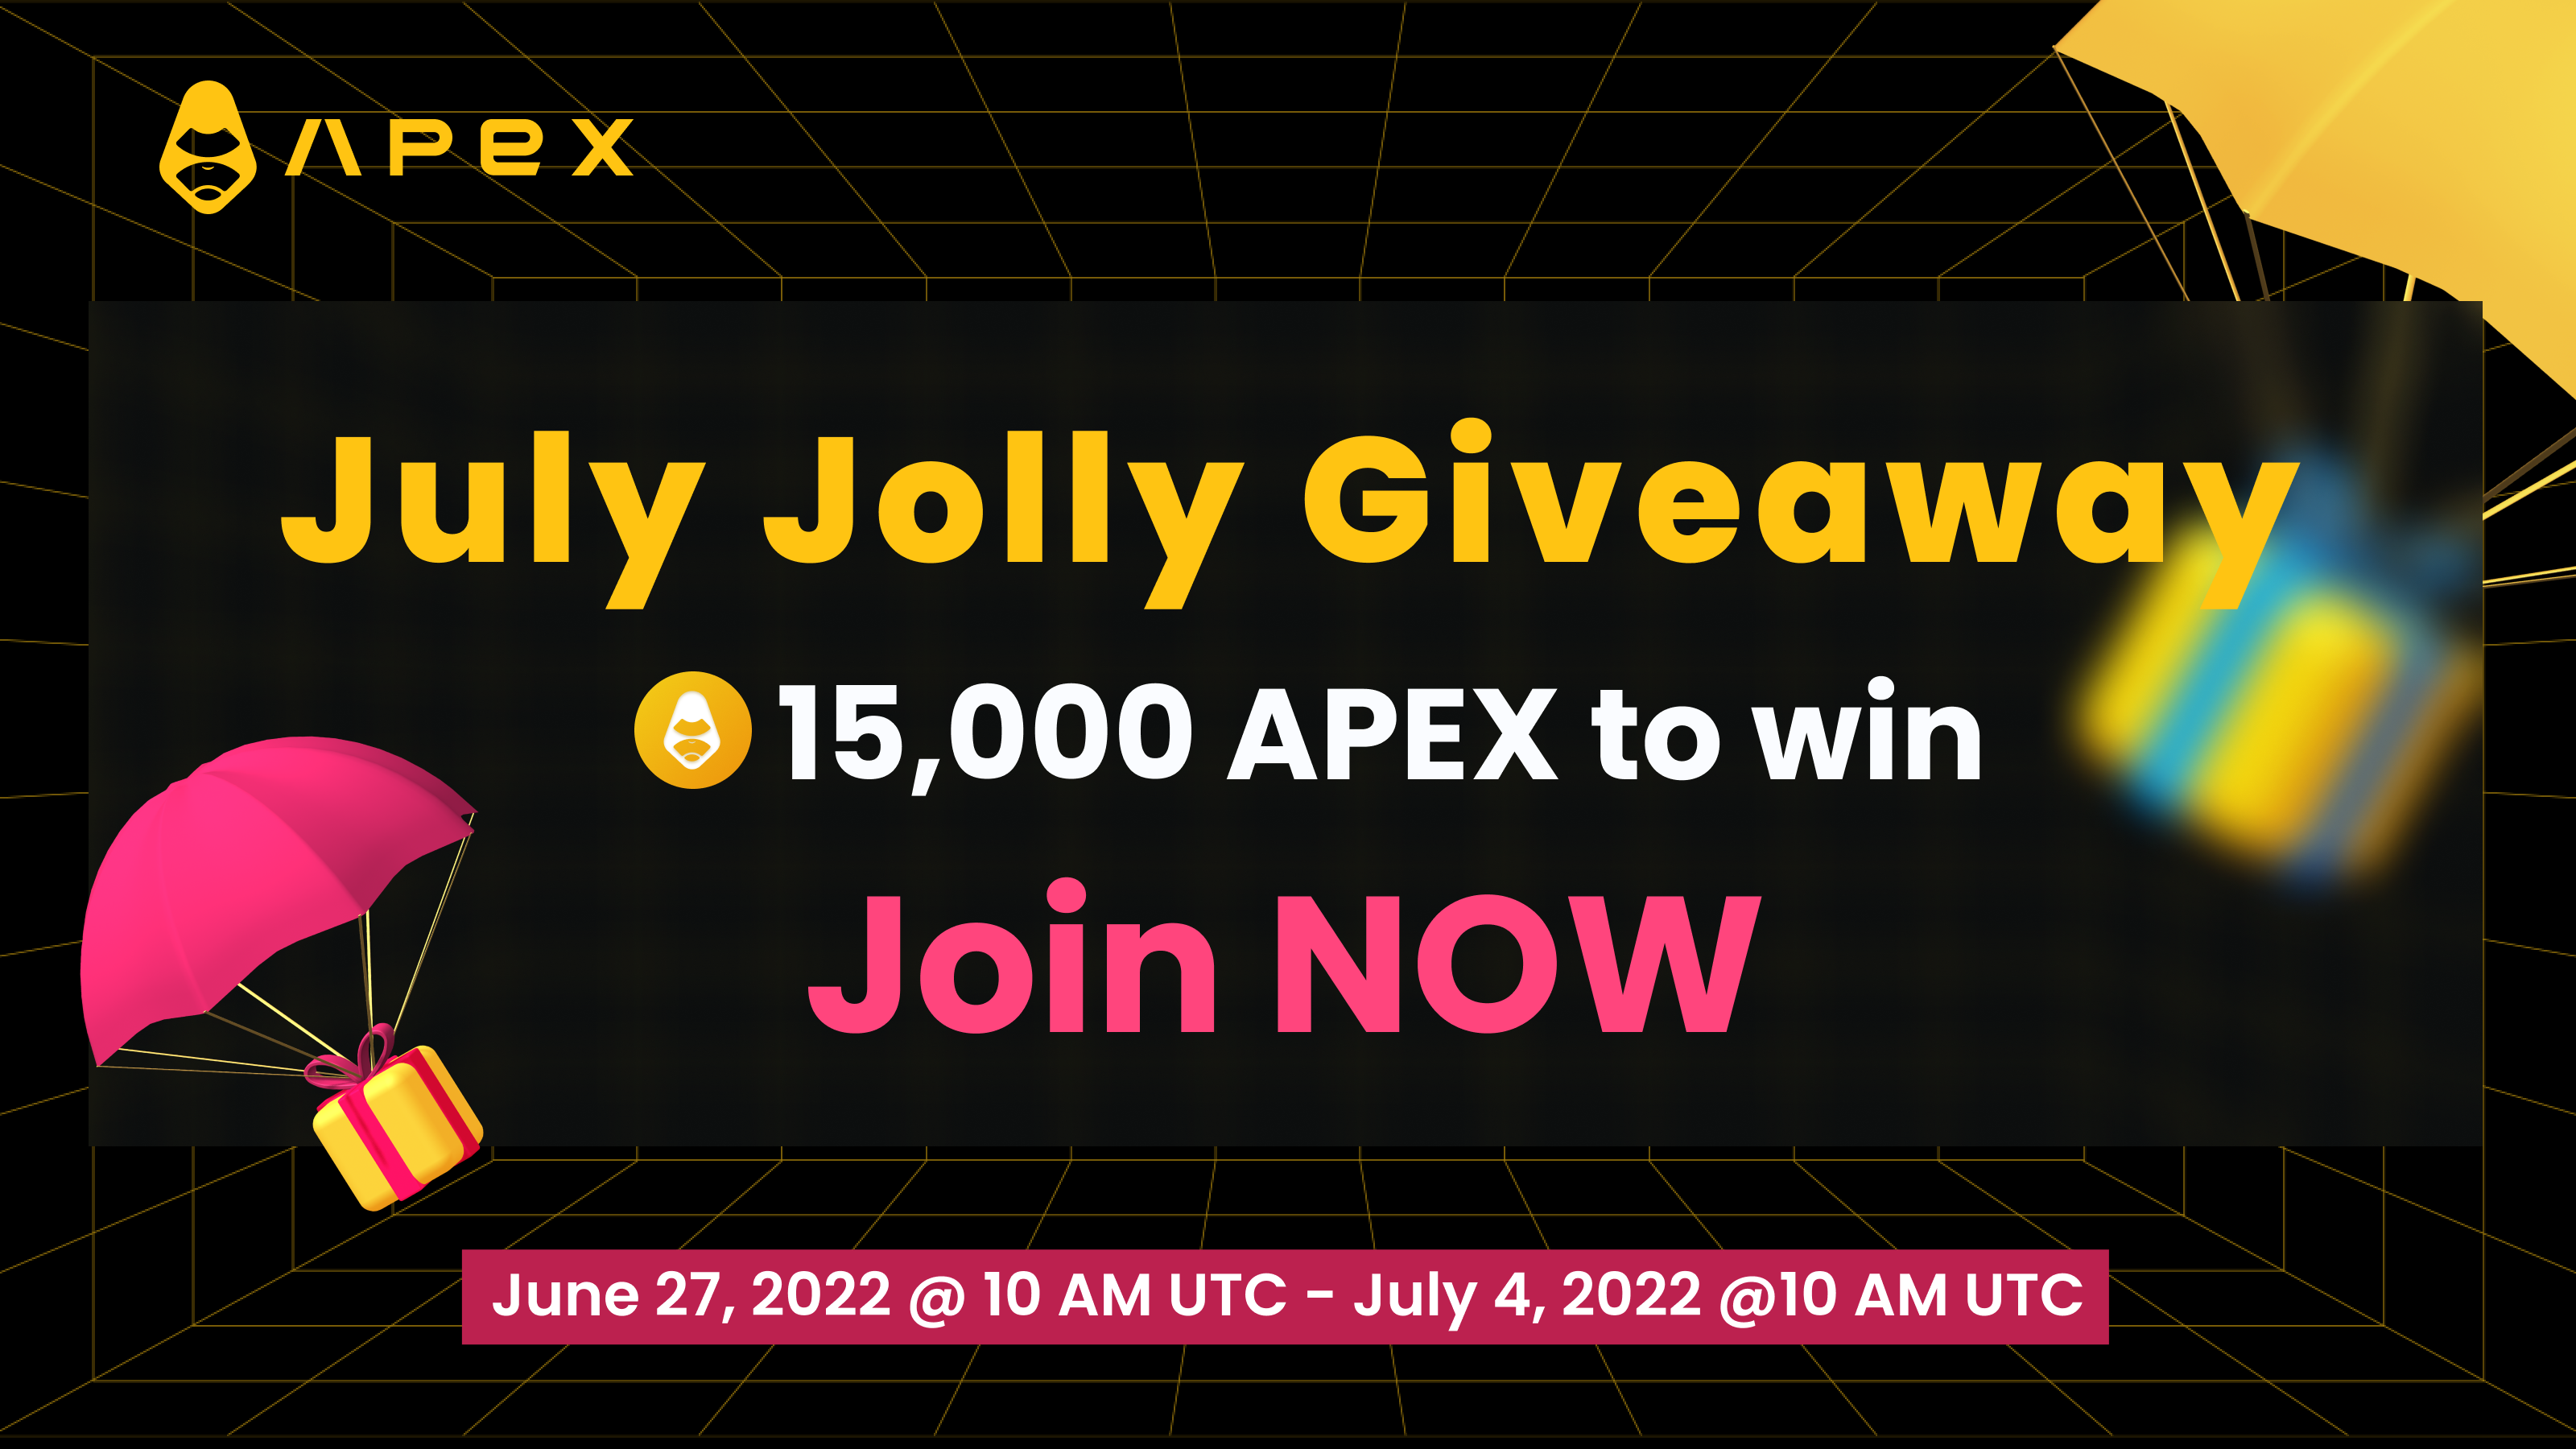 APEX
July Jolly Giveaway
15,000 APEX to win
Join NOW
June 27, 2022 @ 10 AM UTC - July 4, 2022 @10 AM UTC